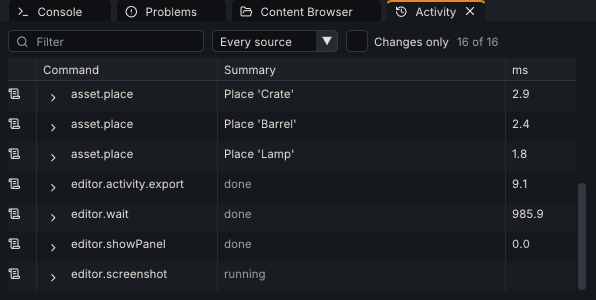 Console Problems Content Browser Activity
Filter Every source Changes only 16 of 16
Command Summary ms
asset.place Place 'Crate' 2.9
asset.place Place 'Barrel' 2.4
asset.place Place 'Lamp' 1.8
editor.activity.export done 9.1
editor.wait done 985.9
editor.showPanel done 0.0
editor.screenshot running